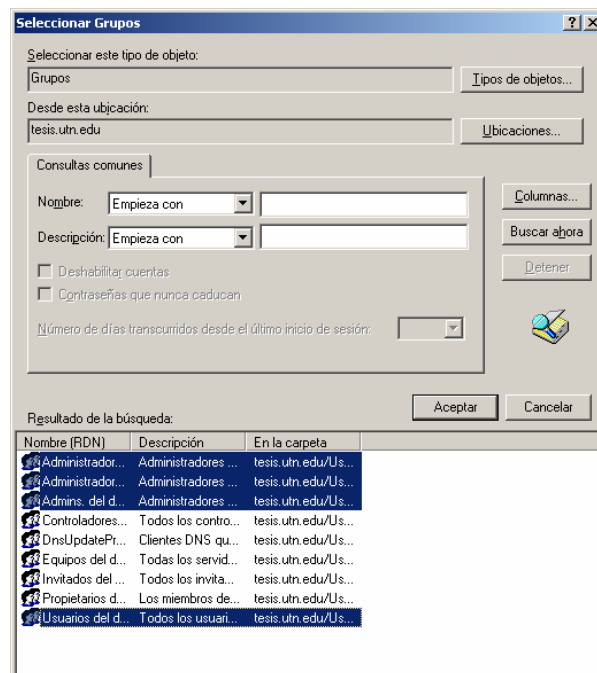 Seleccionar Grupos
Seleccionar este tipo de objeto:
Grupos
Tipos de objetos...
Desde esta ubicación:
tesis.utn.edu
Ubicaciones...
Consultas comunes
Nombre: Empieza con
Columnas...
Descripción: Empieza con
Buscar ahora
Deshabilitar cuentas
Detener
Contraseñas que nunca caducan
Número de días transcurridos desde el último inicio de sesión:
Aceptar Cancelar
Resultado de la búsqueda:
Nombre (RDN) Descripción En la carpeta
Administrador... Administradores ... tesis.utn.edu/Us...
Administrador... Administradores ... tesis.utn.edu/Us...
Admins. del d... Administradores ... tesis.utn.edu/Us...
Controladores... Todos los contro... tesis.utn.edu/Us...
DnsUpdatePr... Clientes DNS qu... tesis.utn.edu/Us...
Equipos del d... Todas los servid... tesis.utn.edu/Us...
Invitados del ... Todos los invita... tesis.utn.edu/Us...
Propietarios d... Los miembros de... tesis.utn.edu/Us...
Usuarios del d... Todos los usuari... tesis.utn.edu/Us...